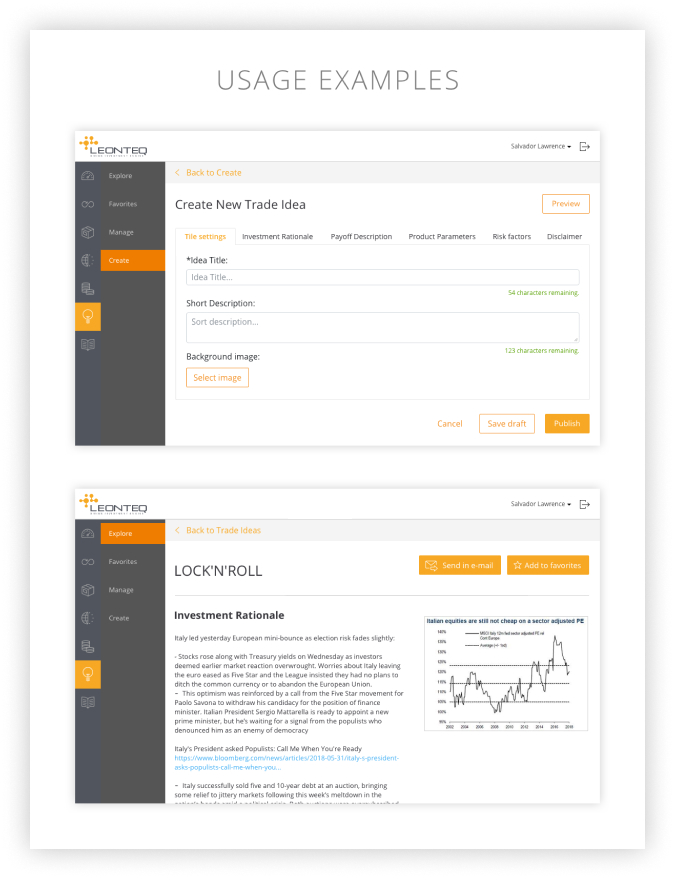 USAGE EXAMPLES
LEONTEQ
Salvador Lawrence
Explore
Favorites
Manage
Create
< Back to Create
Create New Trade Idea
Preview
Tile settings Investment Rationale Payoff Description Product Parameters Risk factors Disclaimer
*Idea Title:
Idea Title...
54 characters remaining.
Short Description:
Sort description...
123 characters remaining.
Background image:
Select image
Cancel Save draft Publish
LEONTEQ
Salvador Lawrence
Explore
Favorites
Manage
Create
< Back to Trade Ideas
LOCK'N'ROLL
Send in e-mail
Add to favorites
Investment Rationale
Italy led yesterday European mini-bounce as election risk fades slightly:
- Stocks rose along with Treasury yields on Wednesday as investors
deemed earlier market reaction overwrought. Worries about Italy leaving
the euro eased as Five Star and the League insisted they had no plans to
ditch the common currency or to abandon the European Union.
– This optimism was reinforced by a call from the Five Star movement for
Paolo Savona to withdraw his candidacy for the position of finance
minister. Italian President Sergio Mattarella is ready to appoint a new
prime minister, but he's waiting for a signal from the populists who
denounced him as an enemy of democracy
Italy's President asked Populists: Call Me When You're Ready
https://www.bloomberg.com/news/articles/2018-05-31/italy-s-president-
asks-populists-call-me-when-you...
– Italy successfully sold five and 10-year debt at an auction, bringing
some relief to jittery markets following this week's meltdown in the
Italian equities are still not cheap on a sector adjusted PE
MSCI Italy 12m fwd sector adjusted PE rel
Cont Europe
Average (+/- 1sd)
140%
120%
110%
105%
100%
95%
2002 2004 2006 2008 2010 2012 2014 2016 2018